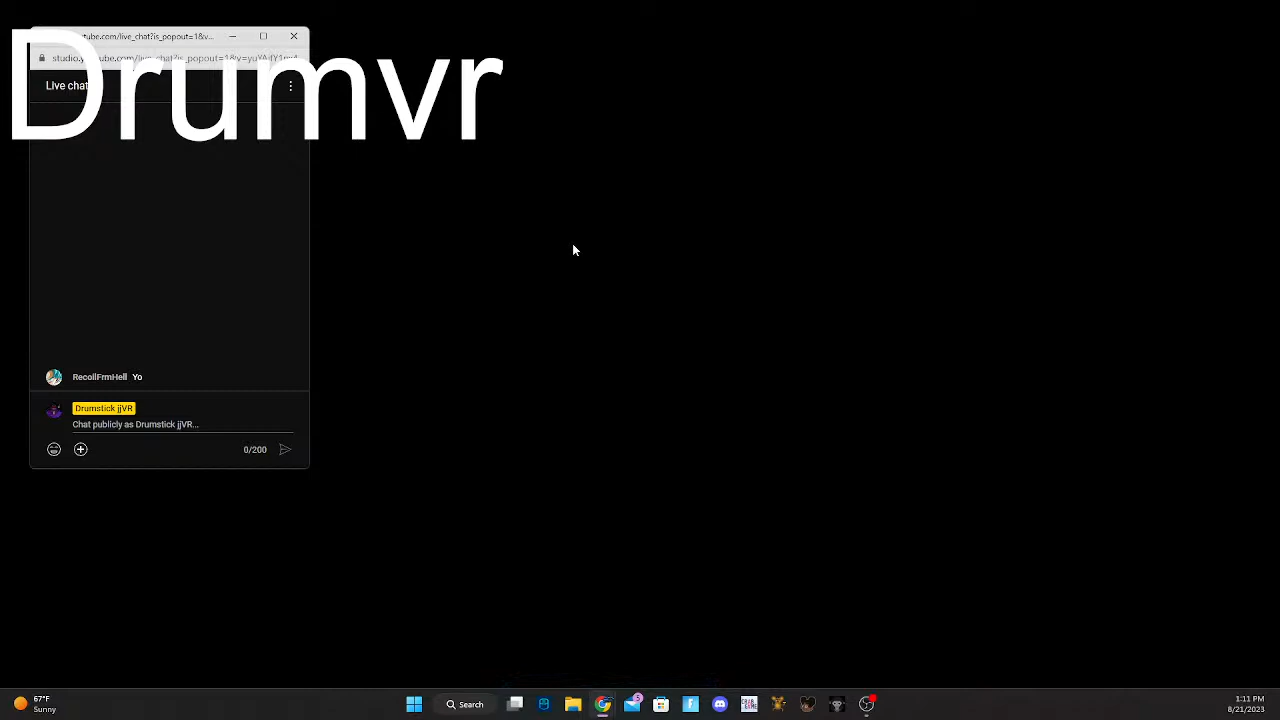 Drumvr
Live chat
RecoilFrmHell Yo
Drumstick jjVR
Chat publicly as Drumstick jjVR...
0/200
67°F
Sunny
Search
5
1:11 PM
8/21/2023